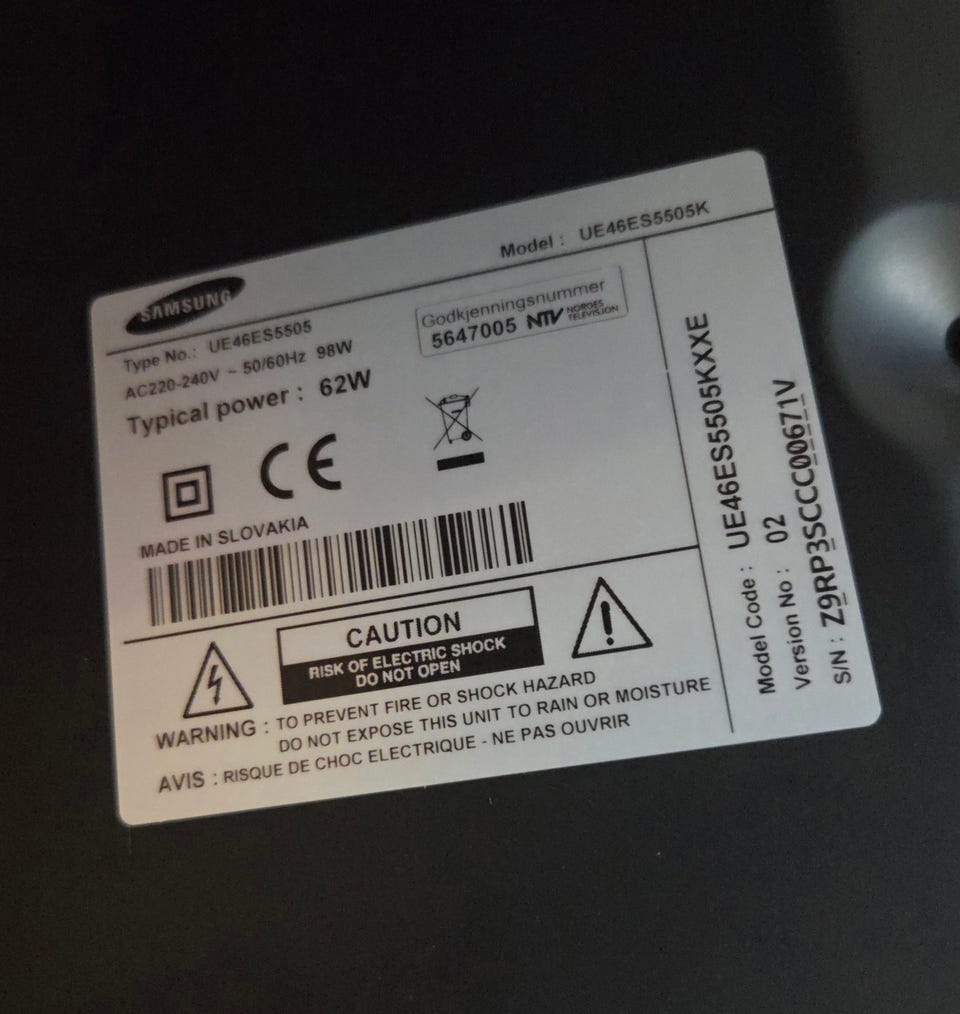 SAMSUNG
Model : UE46ES5505K
Type No.: UE46ES5505
AC220-240V ~ 50/60Hz 98W
Typical power : 62W
Godkjenningsnummer
5647005 NTV NORGES TELEVISJON
CE
MADE IN SLOVAKIA
CAUTION
RISK OF ELECTRIC SHOCK
DO NOT OPEN
WARNING : TO PREVENT FIRE OR SHOCK HAZARD
DO NOT EXPOSE THIS UNIT TO RAIN OR MOISTURE
AVIS : RISQUE DE CHOC ELECTRIQUE - NE PAS OUVRIR
Model Code : UE46ES5505KXXE
Version No : 02
S/N : Z9RP3SCCC00671V